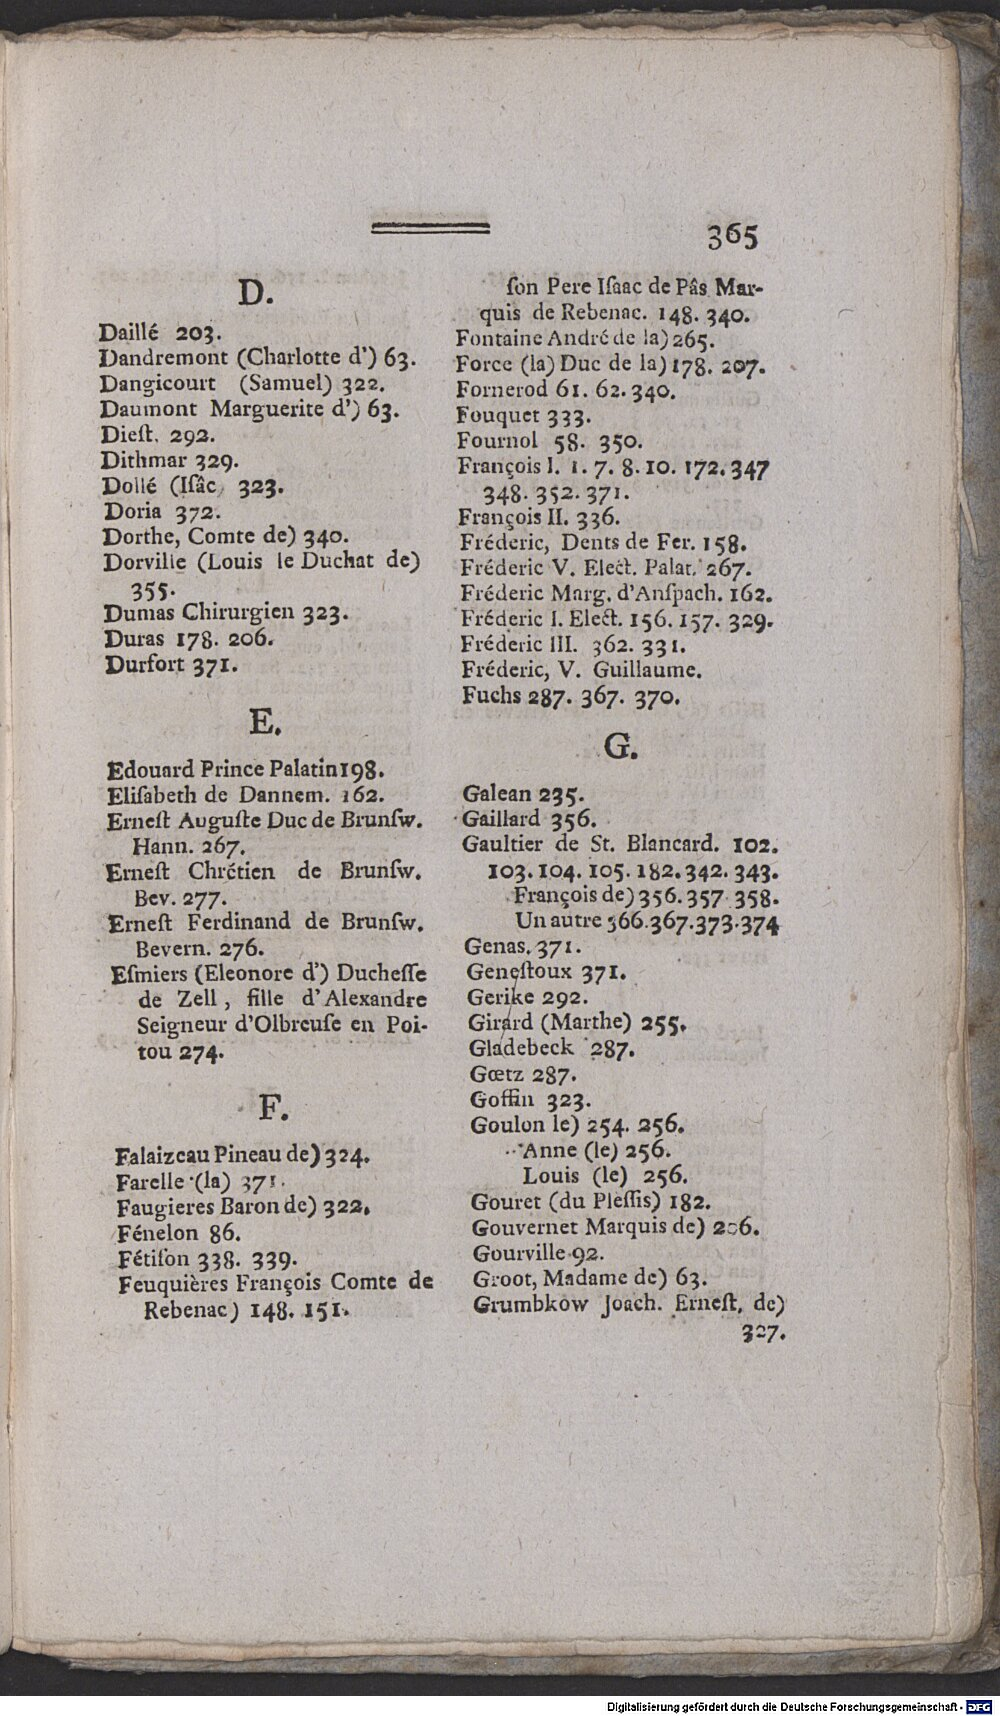 365
D.
Daillé 203.
Dandremont (Charlotte d') 63.
Dangicourt (Samuel) 322.
Daumont Marguerite d') 63.
Dieſt. 292.
Dithmar 329.
Dollé (Iſâc, 323.
Doria 372.
Dorthe, Comte de) 340.
Dorville (Louis le Duchat de)
355.
Dumas Chirurgien 323.
Duras 178. 206.
Durfort 371.
E.
Edouard Prince Palatin 198.
Eliſabeth de Dannem. 162.
Erneſt Auguſte Duc de Brunſw.
Hann. 267.
Erneſt Chrétien de Brunſw.
Bev. 277.
Erneſt Ferdinand de Brunſw.
Bevern. 276.
Eſmiers (Eleonore d') Ducheſſe
de Zell, fille d'Alexandre
Seigneur d'Olbreuſe en Poi-
tou 274.
F.
Falaizeau Pineau de) 324.
Farelle (la) 371.
Faugieres Baron de) 322.
Fénelon 86.
Fétiſon 338. 339.
Feuquières François Comte de
Rebenac) 148. 151.
ſon Pere Iſaac de Pâs Mar-
quis de Rebenac. 148. 340.
Fontaine André de la) 265.
Force (la) Duc de la) 178. 207.
Fornerod 61. 62. 340.
Fouquet 333.
Fournol 58. 350.
François I. 1. 7. 8. 10. 172. 347
348. 352. 371.
François II. 336.
Fréderic, Dents de Fer. 158.
Fréderic V. Elect. Palat. 267.
Fréderic Marg. d'Anſpach. 162.
Fréderic I. Elect. 156. 157. 329.
Fréderic III. 362. 331.
Fréderic, V. Guillaume.
Fuchs 287. 367. 370.
G.
Galean 235.
Gaillard 356.
Gaultier de St. Blancard. 102.
103. 104. 105. 182. 342. 343.
François de) 356. 357 358.
Un autre 366. 367. 373. 374
Genas. 371.
Geneſtoux 371.
Gerike 292.
Girard (Marthe) 255.
Gladebeck 287.
Gœtz 287.
Goffin 323.
Goulon le) 254. 256.
Anne (le) 256.
Louis (le) 256.
Gouret (du Pleſſis) 182.
Gouvernet Marquis de) 206.
Gourville 92.
Groot, Madame de) 63.
Grumbkow Joach. Erneſt, de)
327.
Digitalisierung gefördert durch die Deutsche Forschungsgemeinschaft - DFG